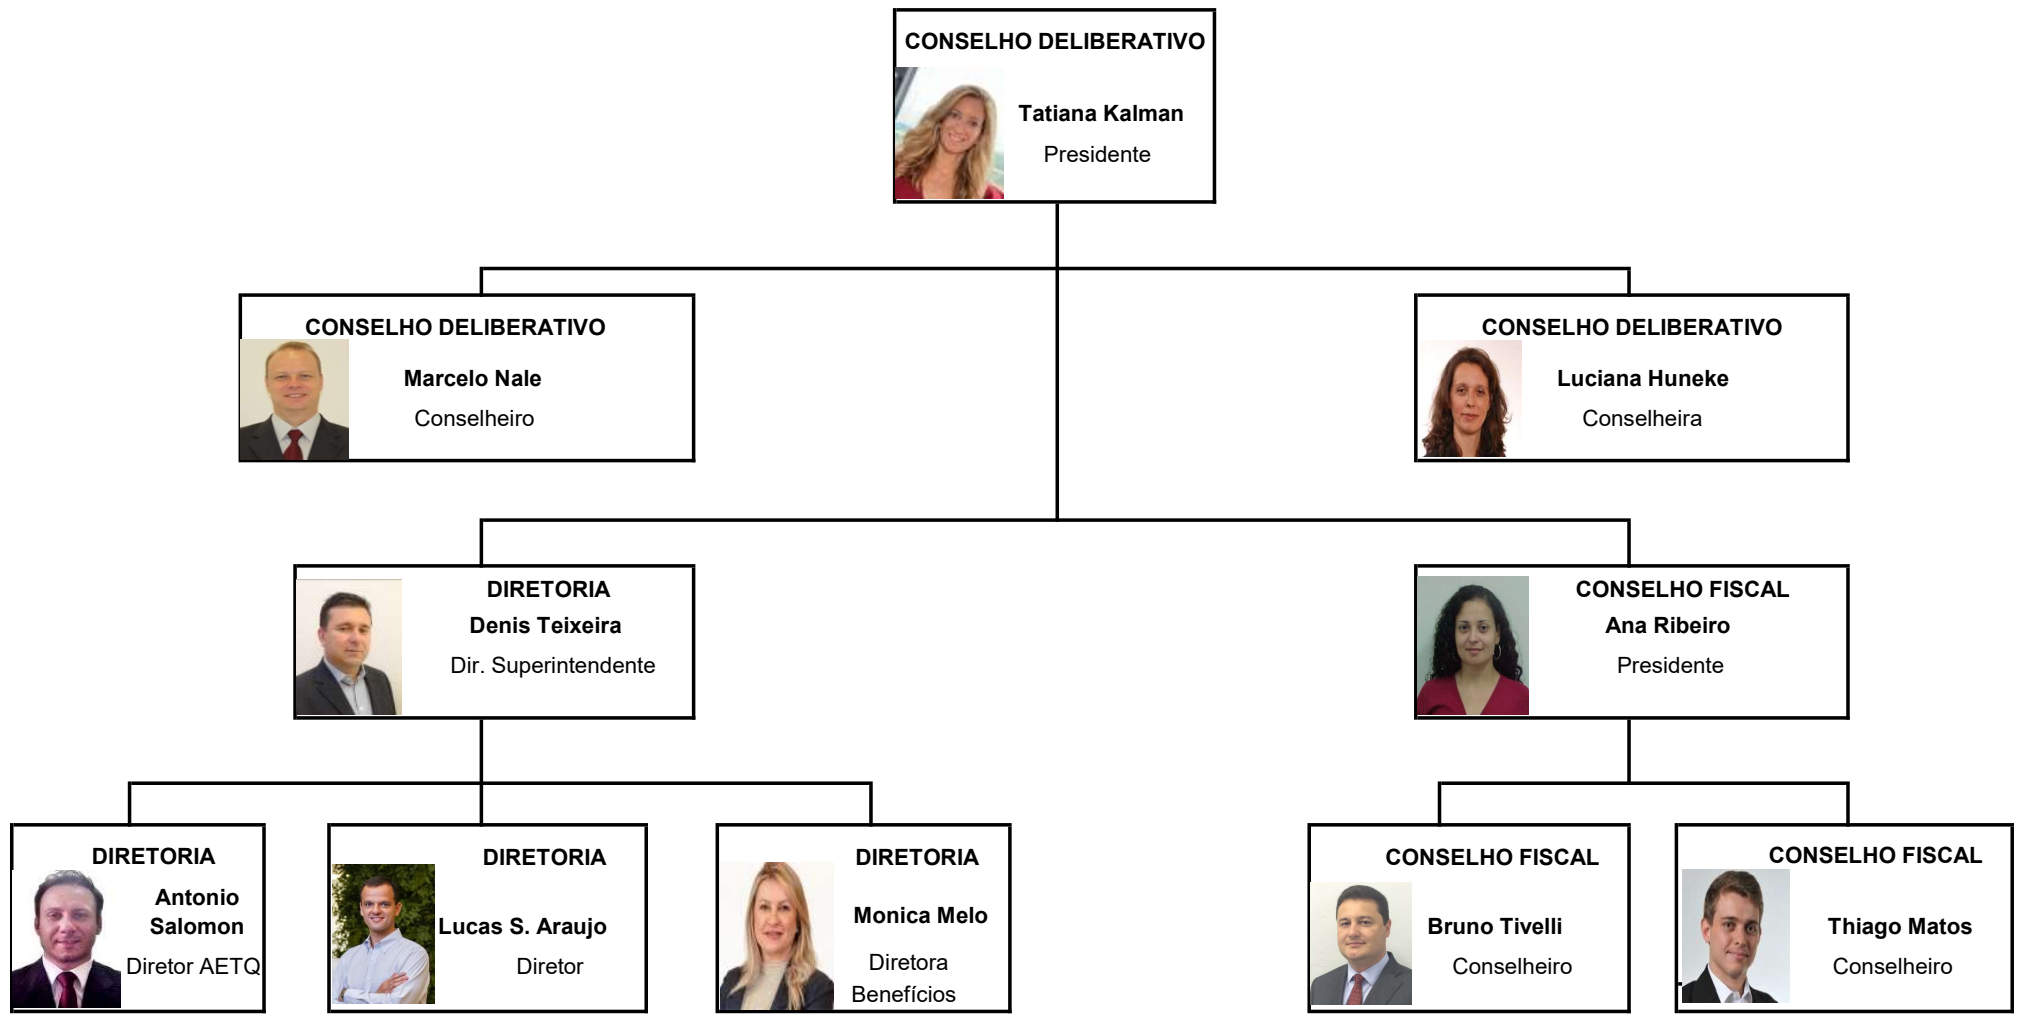 CONSELHO DELIBERATIVO
Tatiana Kalman
Presidente
CONSELHO DELIBERATIVO
Marcelo Nale
Conselheiro
CONSELHO DELIBERATIVO
Luciana Huneke
Conselheira
DIRETORIA
Denis Teixeira
Dir. Superintendente
CONSELHO FISCAL
Ana Ribeiro
Presidente
DIRETORIA
Antonio
Salomon
Diretor AETQ
DIRETORIA
Lucas S. Araujo
Diretor
DIRETORIA
Monica Melo
Diretora
Benefícios
CONSELHO FISCAL
Bruno Tivelli
Conselheiro
CONSELHO FISCAL
Thiago Matos
Conselheiro